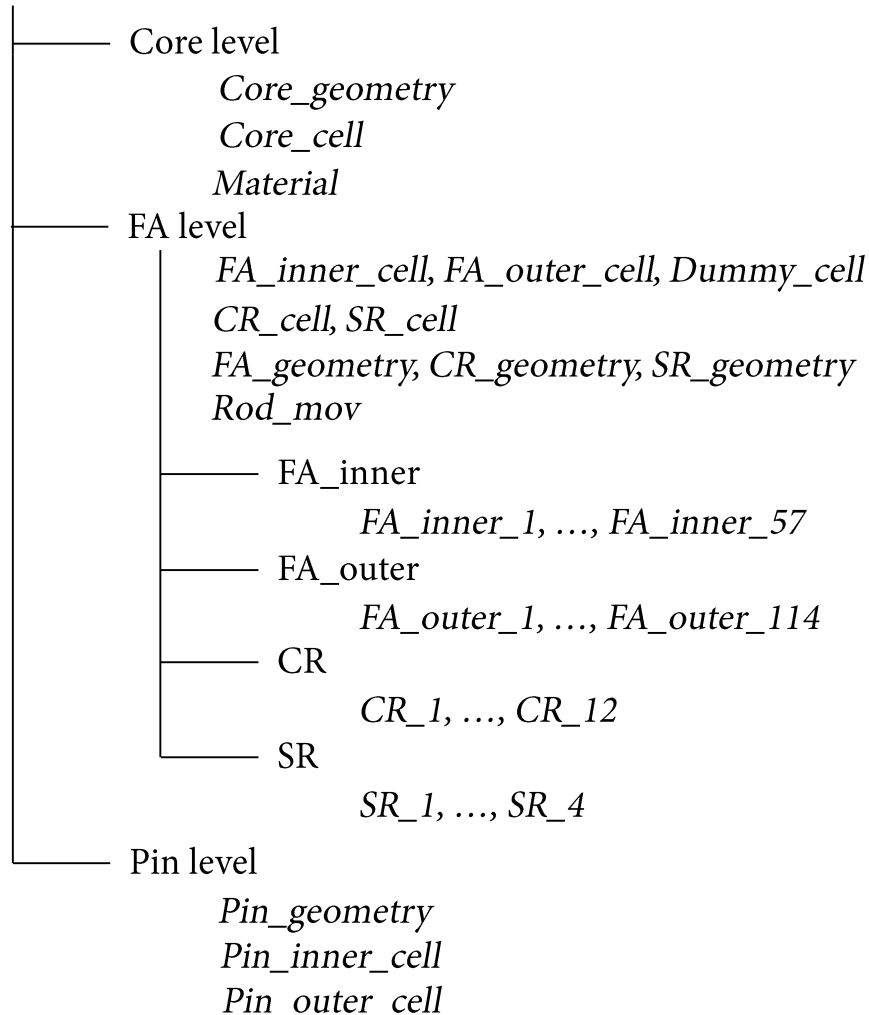 Core level
Core_geometry
Core_cell
Material
FA level
FA_inner_cell, FA_outer_cell, Dummy_cell
CR_cell, SR_cell
FA_geometry, CR_geometry, SR_geometry
Rod_mov
FA_inner
FA_inner_1, …, FA_inner_57
FA_outer
FA_outer_1, …, FA_outer_114
CR
CR_1, …, CR_12
SR
SR_1, …, SR_4
Pin level
Pin_geometry
Pin_inner_cell
Pin_outer_cell